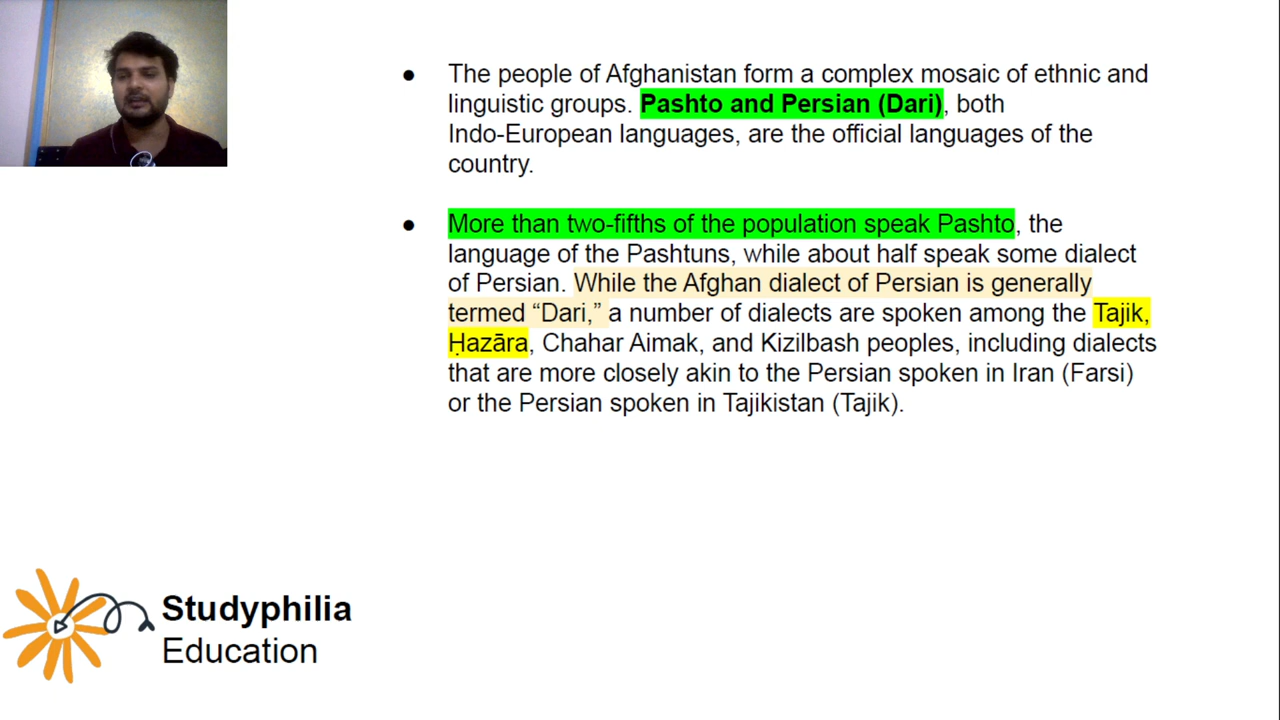 ● The people of Afghanistan form a complex mosaic of ethnic and
linguistic groups. Pashto and Persian (Dari), both
Indo-European languages, are the official languages of the
country.
● More than two-fifths of the population speak Pashto, the
language of the Pashtuns, while about half speak some dialect
of Persian. While the Afghan dialect of Persian is generally
termed “Dari,” a number of dialects are spoken among the Tajik,
Ḥazāra, Chahar Aimak, and Kizilbash peoples, including dialects
that are more closely akin to the Persian spoken in Iran (Farsi)
or the Persian spoken in Tajikistan (Tajik).
Studyphilia
Education